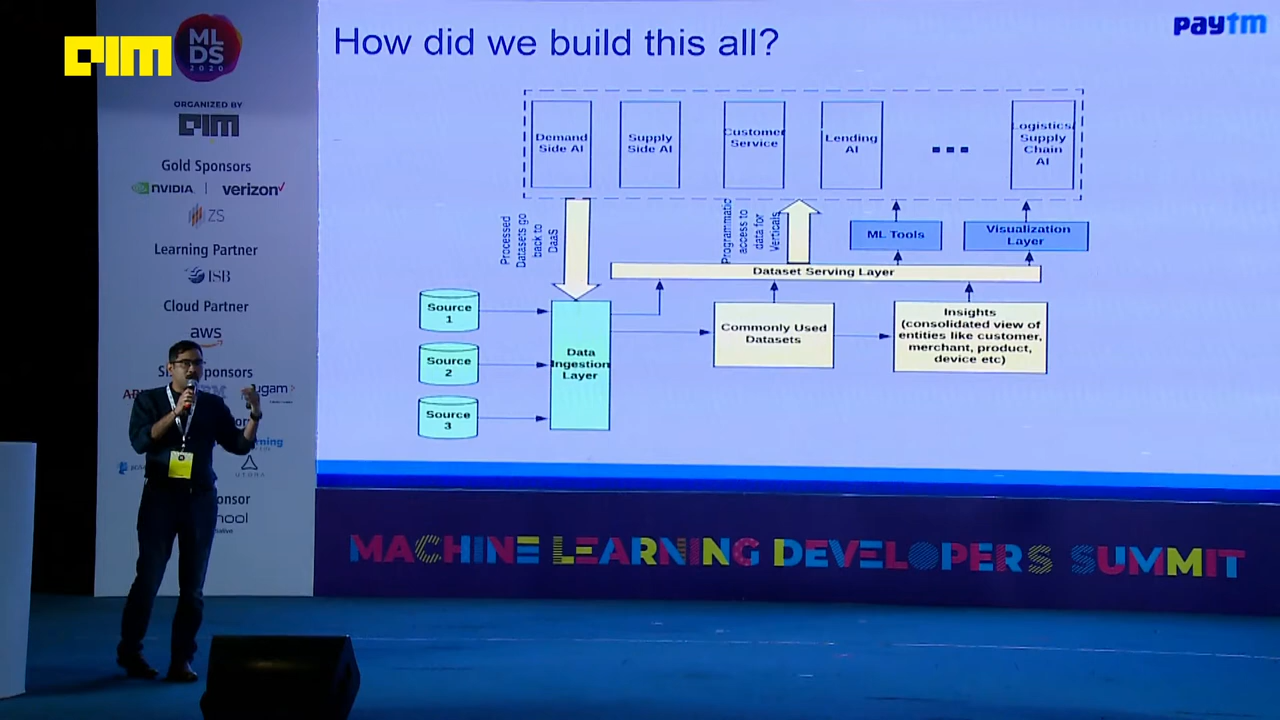 AIM
ML
DS
2020
ORGANIZED BY
AIM
Gold Sponsors
NVIDIA
verizon
ZS
Learning Partner
ISB
Cloud Partner
aws
How did we build this all?
paytm
Demand
Side AI
Supply
Side AI
Customer
Service
Lending
AI
...
Logistics/
Supply
Chain
AI
Processed
Datasets go
back to
DaaS
Programmatic
access to
data for
Verticals
ML Tools
Visualization
Layer
Dataset Serving Layer
Source
1
Source
2
Source
3
Data
Ingestion
Layer
Commonly Used
Datasets
Insights
(consolidated view of
entities like customer,
merchant, product,
device etc)
MACHINE LEARNING DEVELOPERS SUMMIT